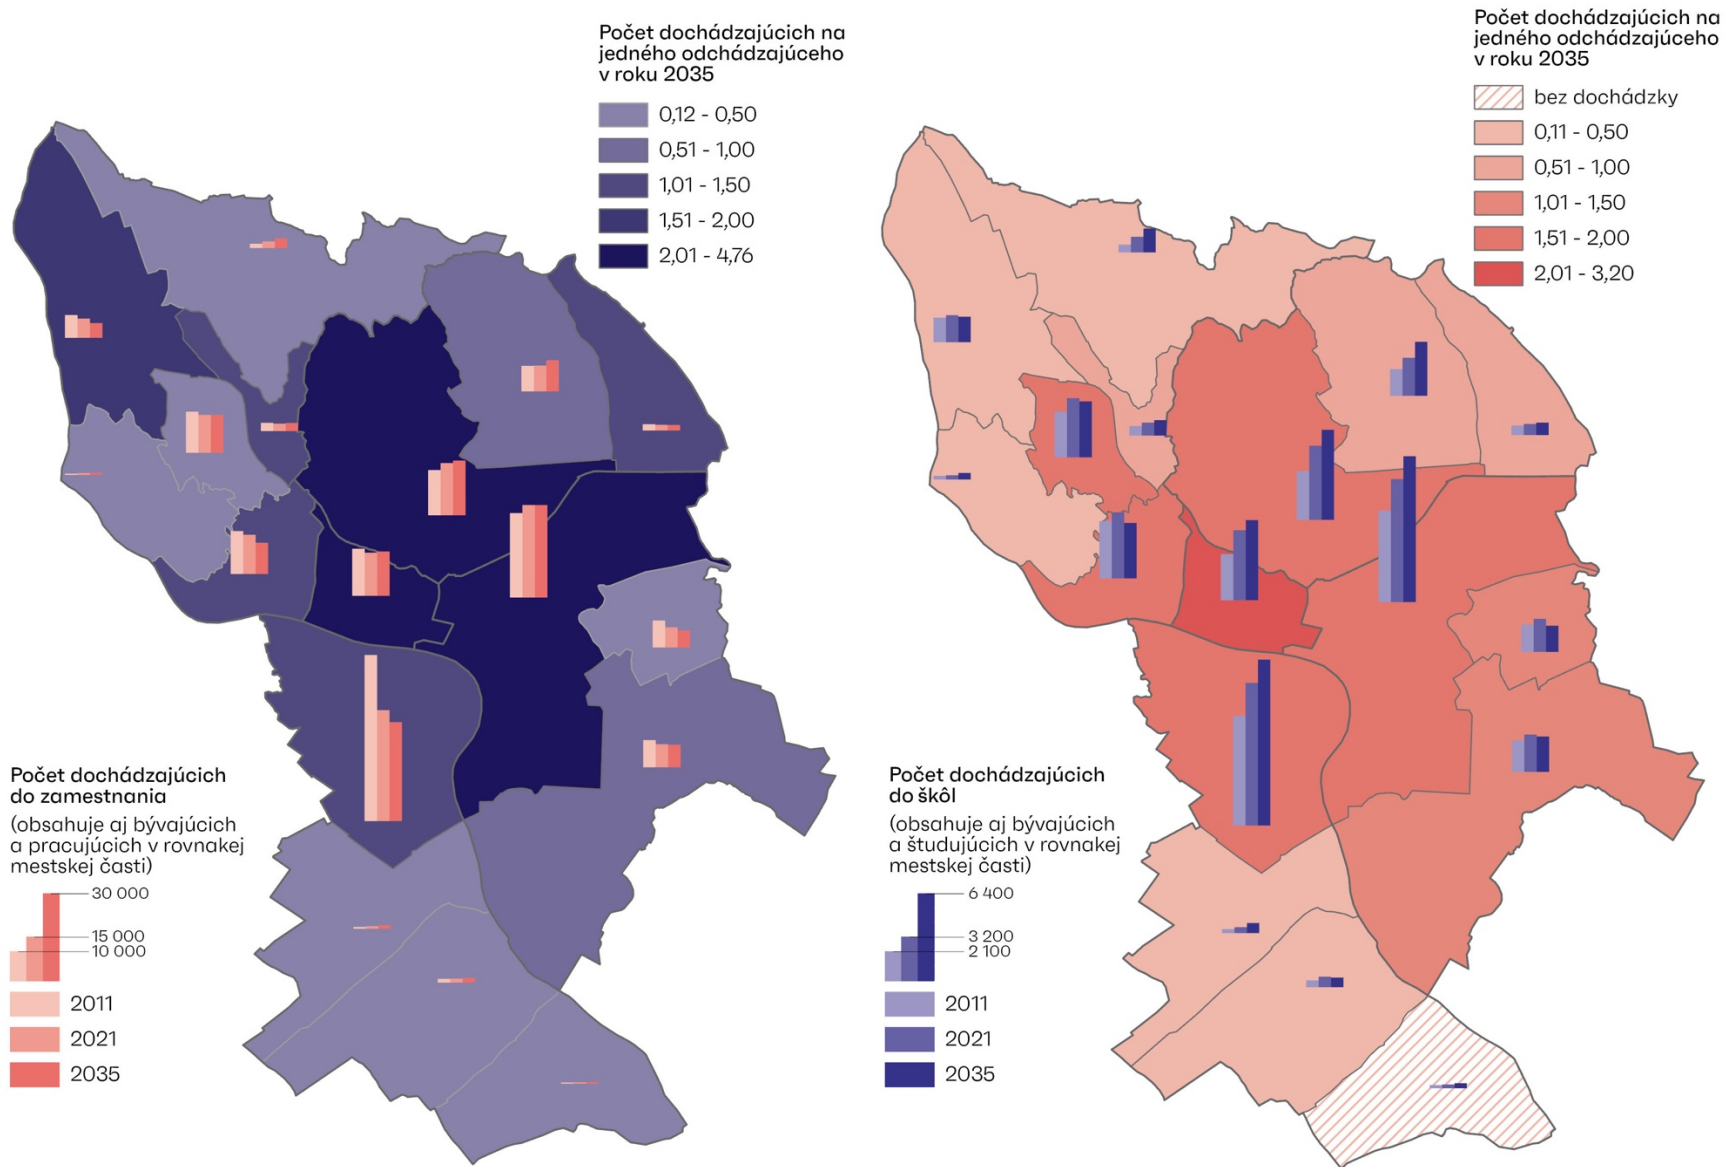 Počet dochádzajúcich na
jedného odchádzajúceho
v roku 2035
0,12 - 0,50
0,51 - 1,00
1,01 - 1,50
1,51 - 2,00
2,01 - 4,76
Počet dochádzajúcich
do zamestnania
(obsahuje aj bývajúcich
a pracujúcich v rovnakej
mestskej časti)
30 000
15 000
10 000
2011
2021
2035
Počet dochádzajúcich na
jedného odchádzajúceho
v roku 2035
bez dochádzky
0,11 - 0,50
0,51 - 1,00
1,01 - 1,50
1,51 - 2,00
2,01 - 3,20
Počet dochádzajúcich
do škôl
(obsahuje aj bývajúcich
a študujúcich v rovnakej
mestskej časti)
6 400
3 200
2 100
2011
2021
2035